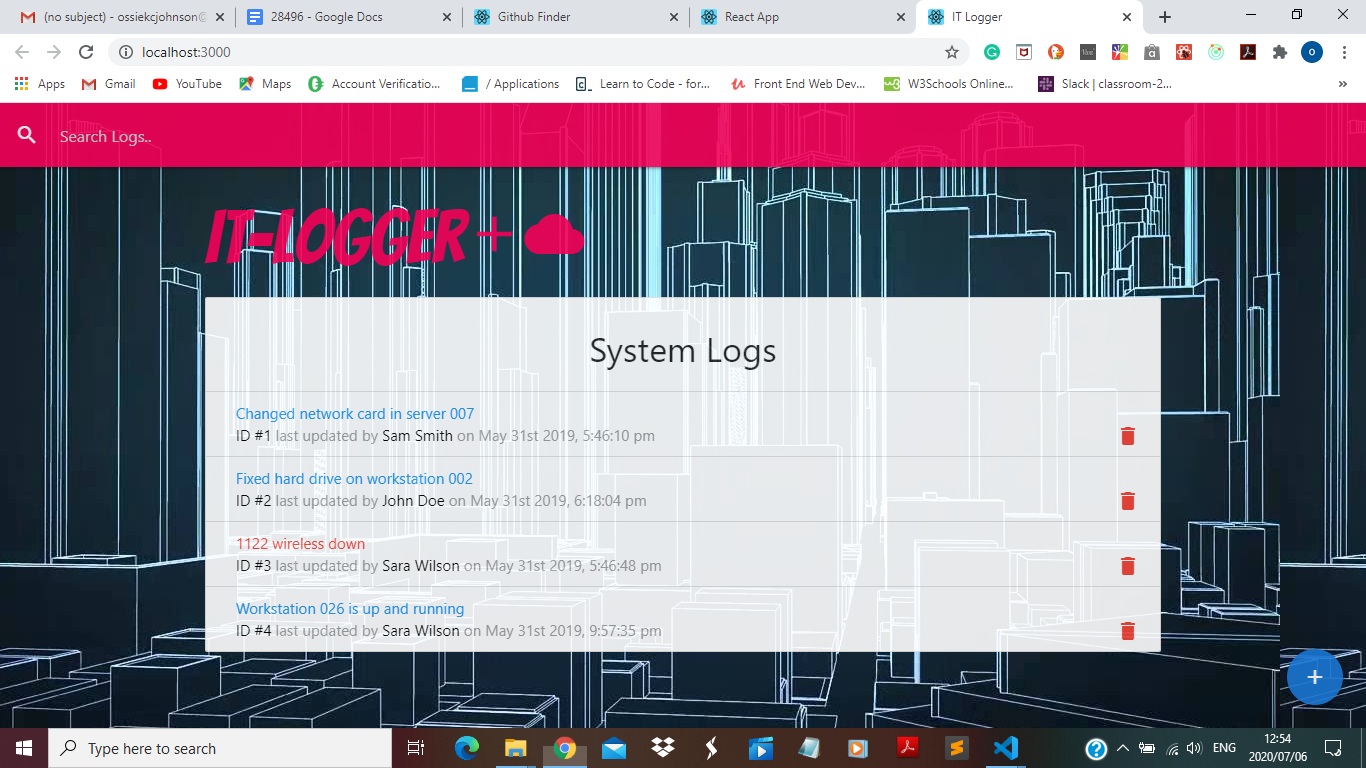 (no subject) - ossiekcjohnson@
28496 - Google Docs
Github Finder
React App
IT Logger
localhost:3000
Apps
Gmail
YouTube
Maps
Account Verificatio...
/ Applications
Learn to Code - for...
Front End Web Dev...
W3Schools Online...
Slack | classroom-2...
»
Search Logs..
IT-LOGGER +
System Logs
Changed network card in server 007
ID #1 last updated by Sam Smith on May 31st 2019, 5:46:10 pm
Fixed hard drive on workstation 002
ID #2 last updated by John Doe on May 31st 2019, 6:18:04 pm
1122 wireless down
ID #3 last updated by Sara Wilson on May 31st 2019, 5:46:48 pm
Workstation 026 is up and running
ID #4 last updated by Sara Wilson on May 31st 2019, 9:57:35 pm
+
Type here to search
ENG
12:54
2020/07/06